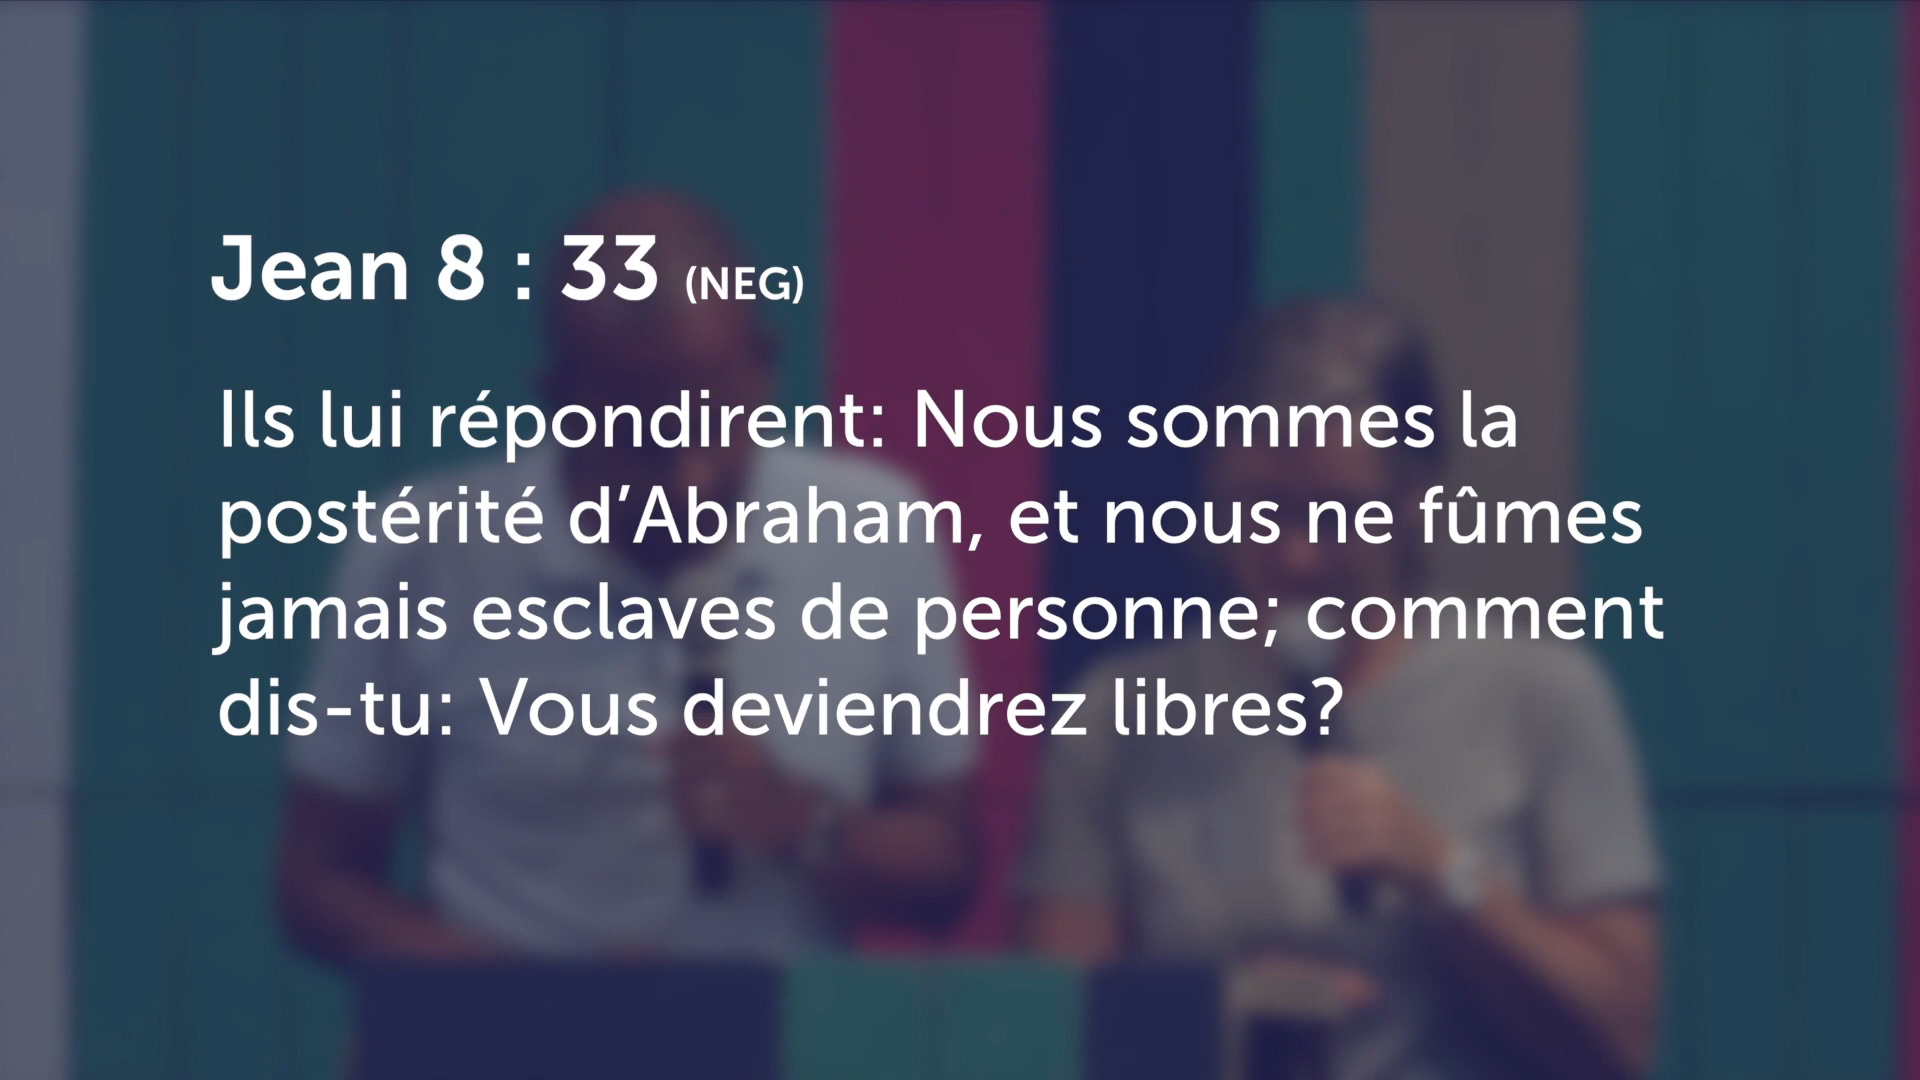 Jean 8 : 33 (NEG)
Ils lui répondirent: Nous sommes la
postérité d’Abraham, et nous ne fûmes
jamais esclaves de personne; comment
dis-tu: Vous deviendrez libres?